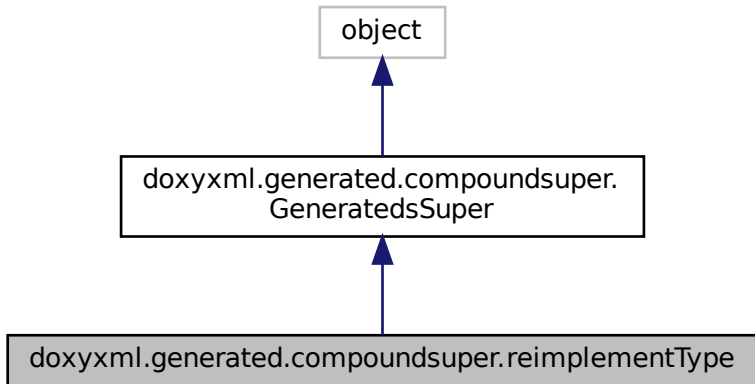 object
doxyxml.generated.compoundsuper.
GeneratedsSuper
doxyxml.generated.compoundsuper.reimplementType